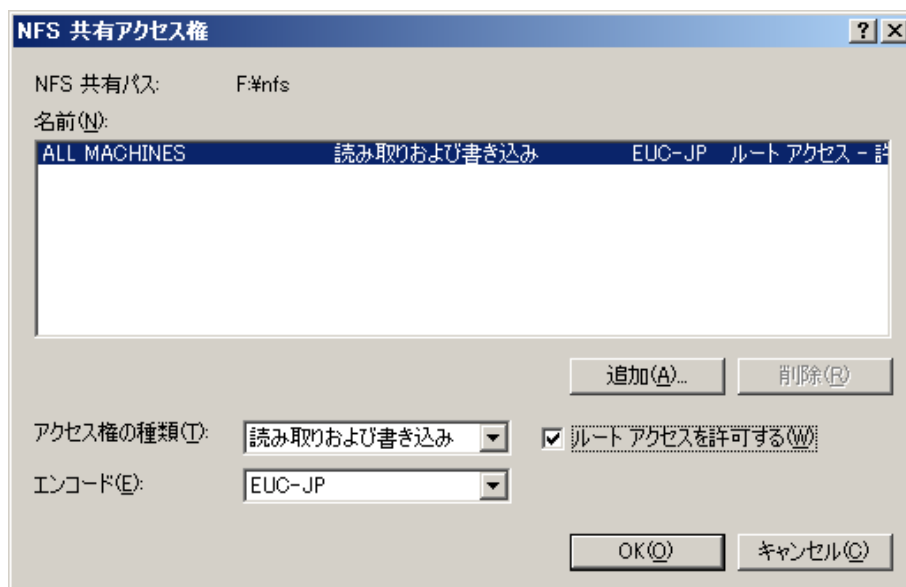 NFS 共有アクセス権
NFS 共有パス: F:¥nfs
名前(N):
ALL MACHINES 読み取りおよび書き込み EUC-JP ルート アクセス - 許
追加(A)... 削除(R)
アクセス権の種類(T): 読み取りおよび書き込み ルート アクセスを許可する(W)
エンコード(E): EUC-JP
OK(O) キャンセル(C)